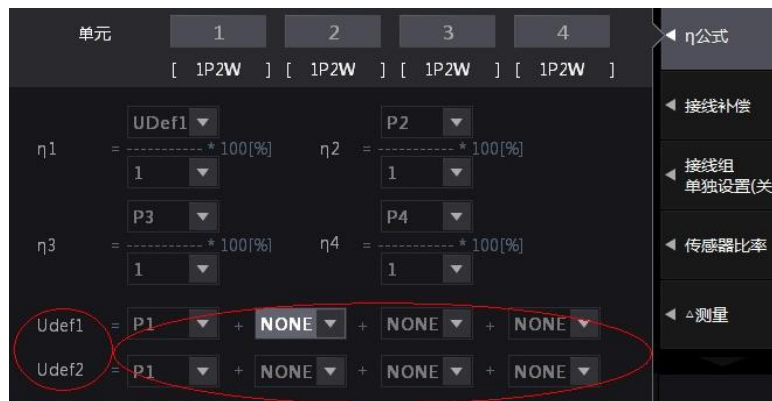 单元 1 2 3 4
[ 1P2W ] [ 1P2W ] [ 1P2W ] [ 1P2W ]
UDef1 P2
η1 = ----------- * 100[%] η2 = ----------- * 100[%]
1 1
P3 P4
η3 = ----------- * 100[%] η4 = ----------- * 100[%]
1 1
Udef1 = P1 + NONE + NONE + NONE
Udef2 = P1 + NONE + NONE + NONE
η公式
接线补偿
接线组
单独设置(关
传感器比率
△测量